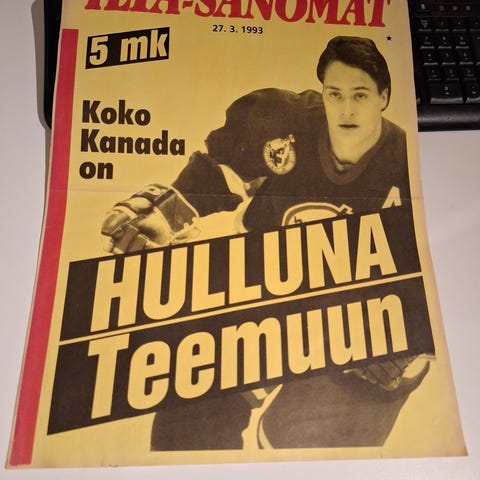 ILTA-SANOMAT
27. 3. 1993
5 mk
Koko
Kanada
on
A
HULLUNA
Teemuun